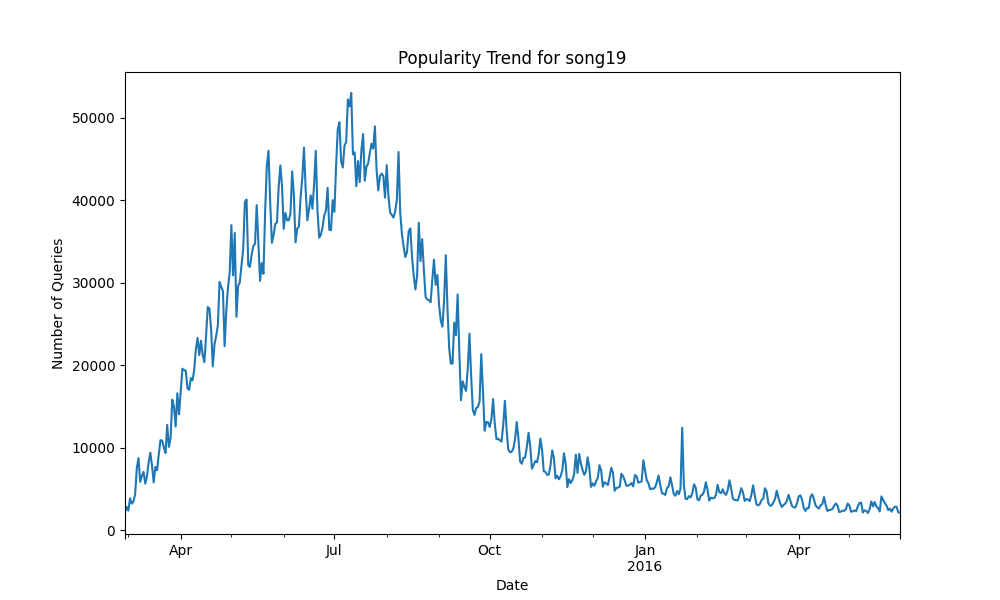 Popularity Trend for song19
50000
40000
30000
20000
10000
0
Number of Queries
Apr
Jul
Oct
Jan
2016
Apr
Date